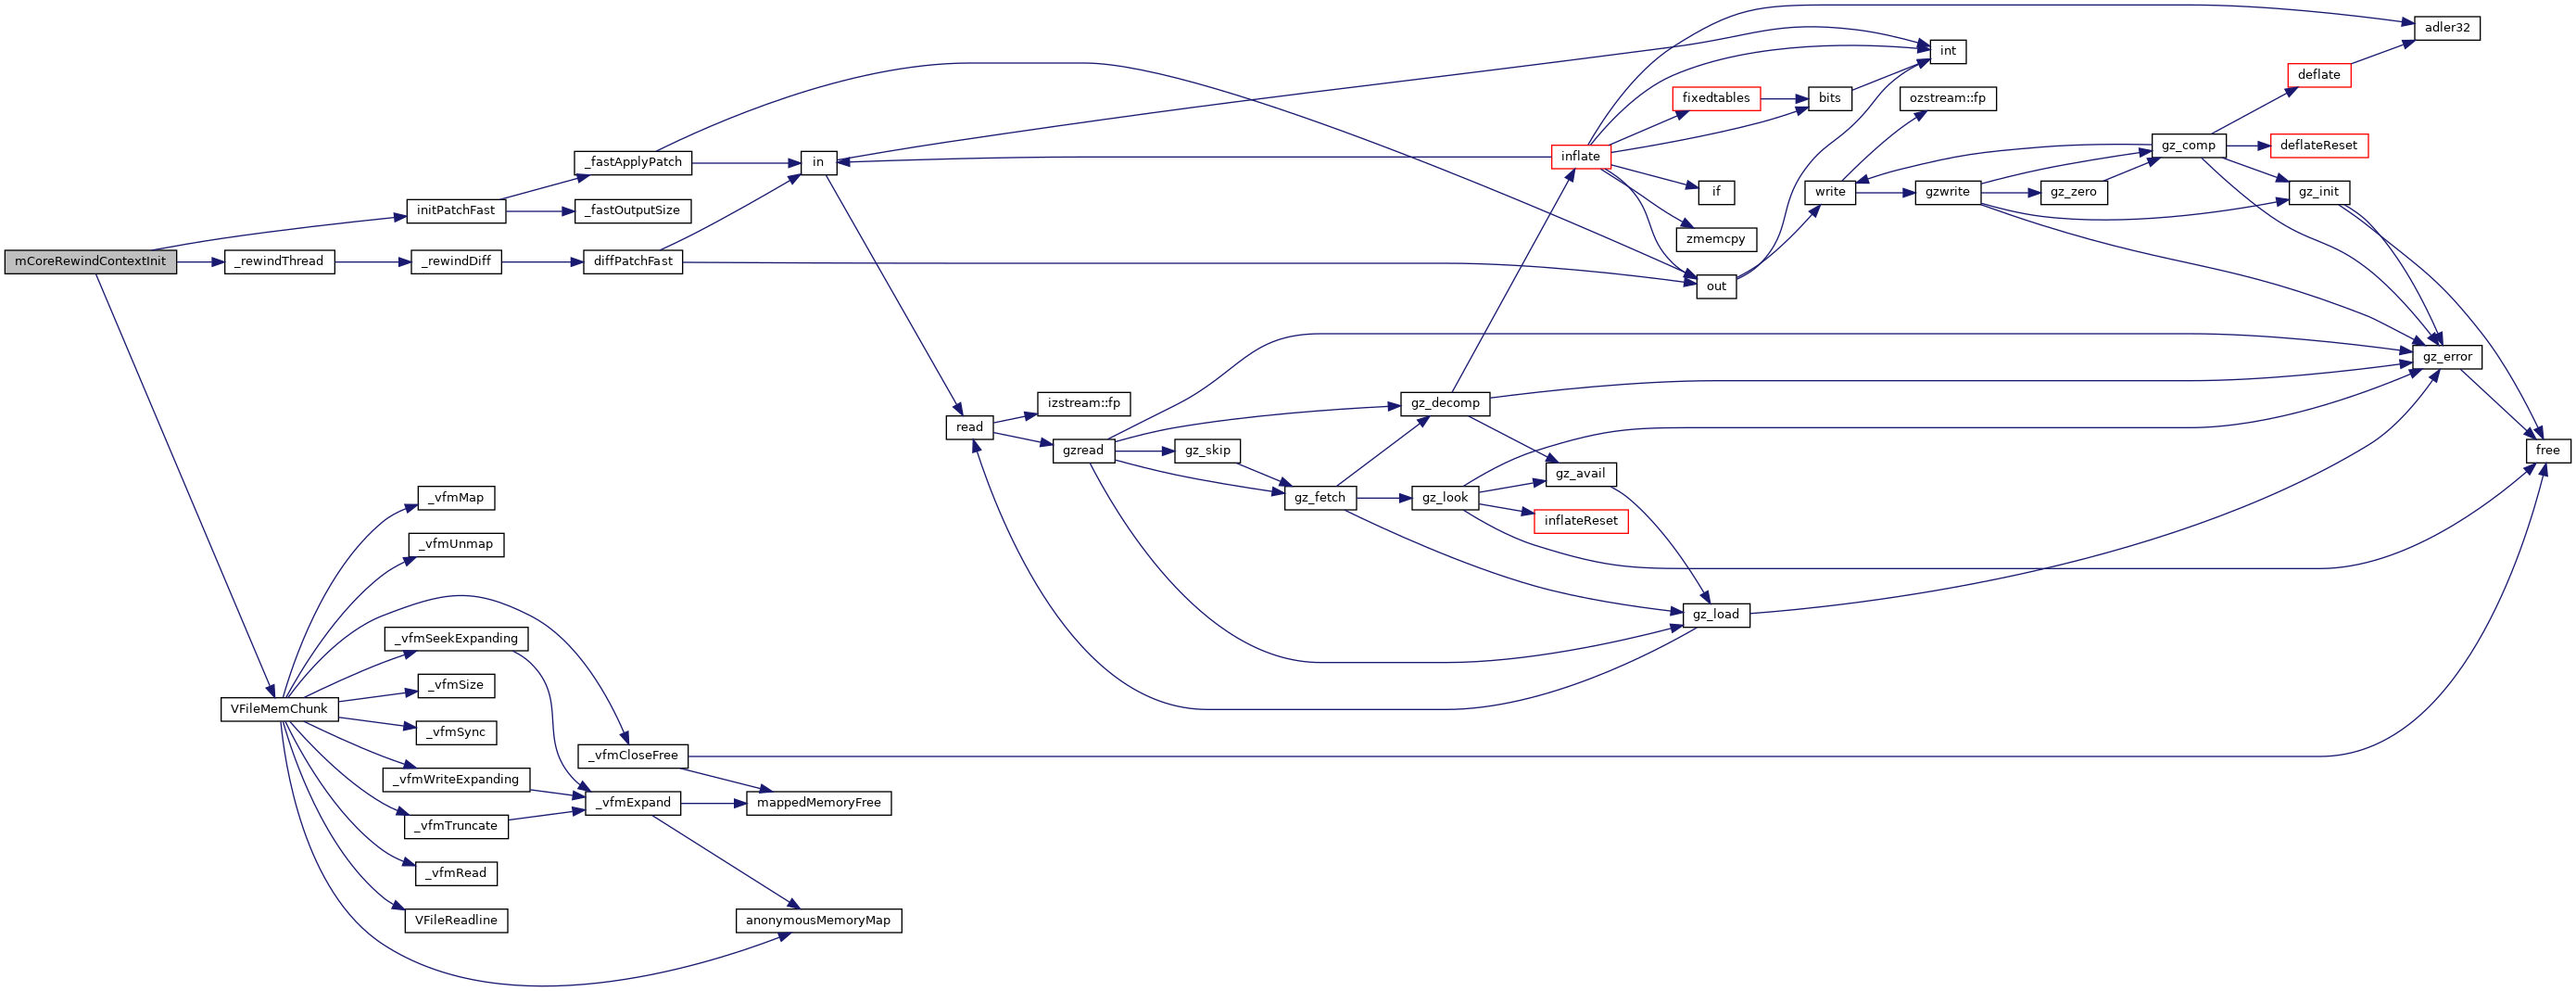 mCoreRewindContextInit
initPatchFast
_rewindThread
VFileMemChunk
_fastApplyPatch
_fastOutputSize
_rewindDiff
diffPatchFast
_vfmMap
_vfmUnmap
_vfmSeekExpanding
_vfmSize
_vfmSync
_vfmWriteExpanding
_vfmTruncate
_vfmRead
VFileReadline
_vfmCloseFree
_vfmExpand
mappedMemoryFree
anonymousMemoryMap
in
read
izstream::fp
gzread
gz_skip
gz_fetch
gz_decomp
gz_look
gz_avail
inflateReset
gz_load
inflate
fixedtables
bits
int
if
zmemcpy
out
ozstream::fp
write
gzwrite
gz_zero
gz_comp
deflate
adler32
deflateReset
gz_init
gz_error
free